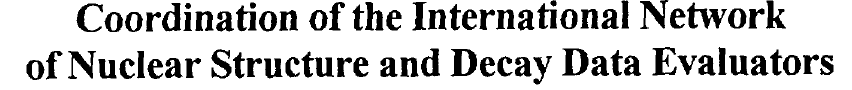 Coordination of the International Network
of Nuclear Structure and Decay Data Evaluators